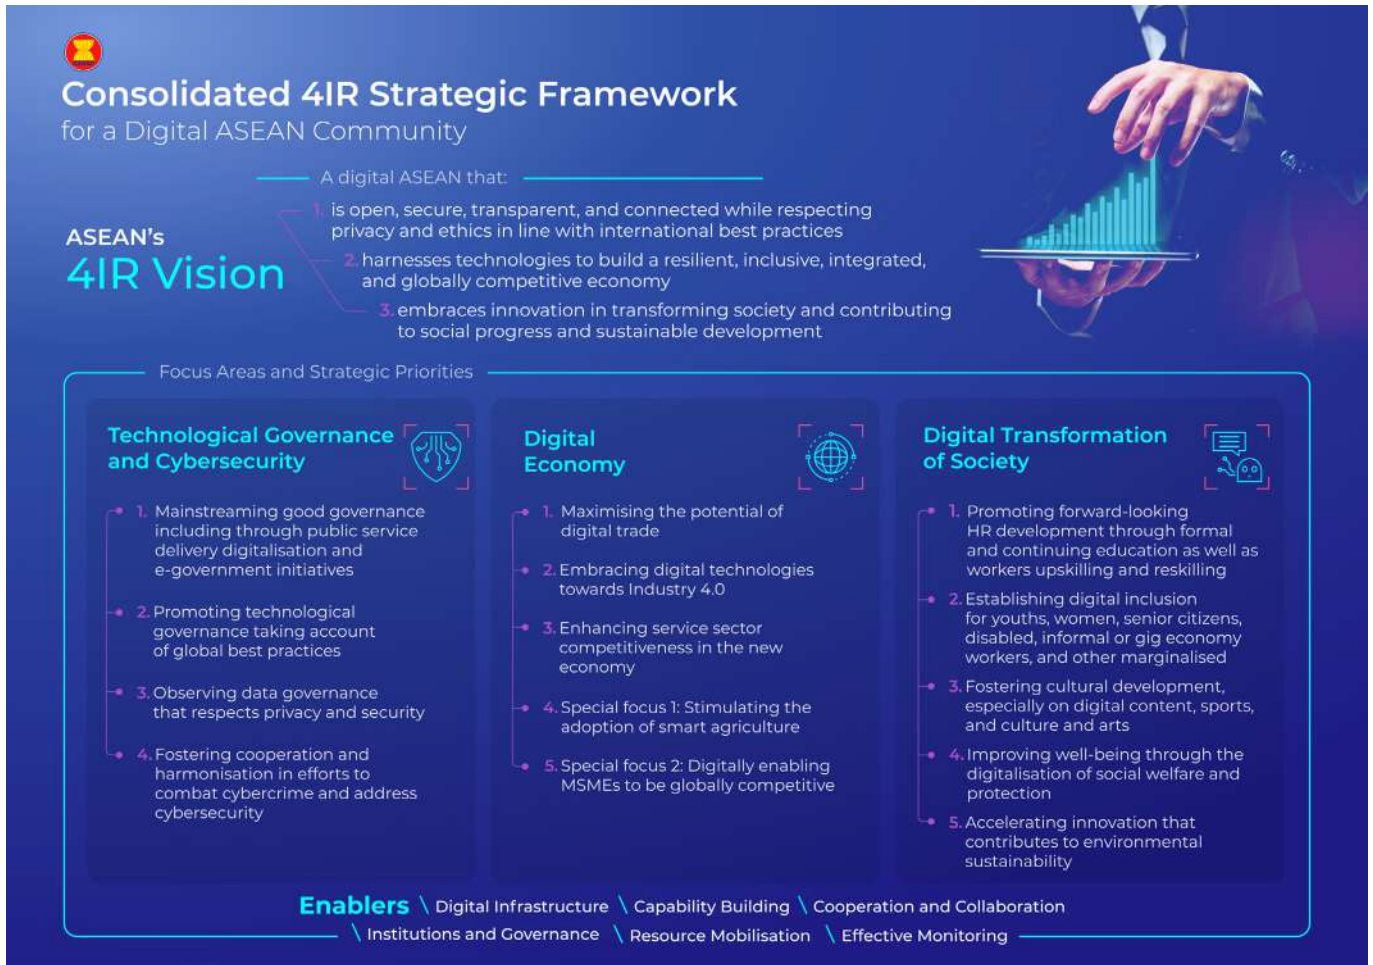 Consolidated 4IR Strategic Framework
for a Digital ASEAN Community
A digital ASEAN that:
ASEAN's
4IR Vision
1. is open, secure, transparent, and connected while respecting
privacy and ethics in line with international best practices
2. harnesses technologies to build a resilient, inclusive, integrated,
and globally competitive economy
3. embraces innovation in transforming society and contributing
to social progress and sustainable development
Focus Areas and Strategic Priorities
Technological Governance
and Cybersecurity
1. Mainstreaming good governance
including through public service
delivery digitalisation and
e-government initiatives
2. Promoting technological
governance taking account
of global best practices
3. Observing data governance
that respects privacy and security
4. Fostering cooperation and
harmonisation in efforts to
combat cybercrime and address
cybersecurity
Digital
Economy
1. Maximising the potential of
digital trade
2. Embracing digital technologies
towards Industry 4.0
3. Enhancing service sector
competitiveness in the new
economy
4. Special focus 1: Stimulating the
adoption of smart agriculture
5. Special focus 2: Digitally enabling
MSMEs to be globally competitive
Digital Transformation
of Society
1. Promoting forward-looking
HR development through formal
and continuing education as well as
workers upskilling and reskilling
2. Establishing digital inclusion
for youths, women, senior citizens,
disabled, informal or gig economy
workers, and other marginalised
3. Fostering cultural development,
especially on digital content, sports,
and culture and arts
4. Improving well-being through the
digitalisation of social welfare and
protection
5. Accelerating innovation that
contributes to environmental
sustainability
Enablers \ Digital Infrastructure \ Capability Building \ Cooperation and Collaboration
\ Institutions and Governance \ Resource Mobilisation \ Effective Monitoring